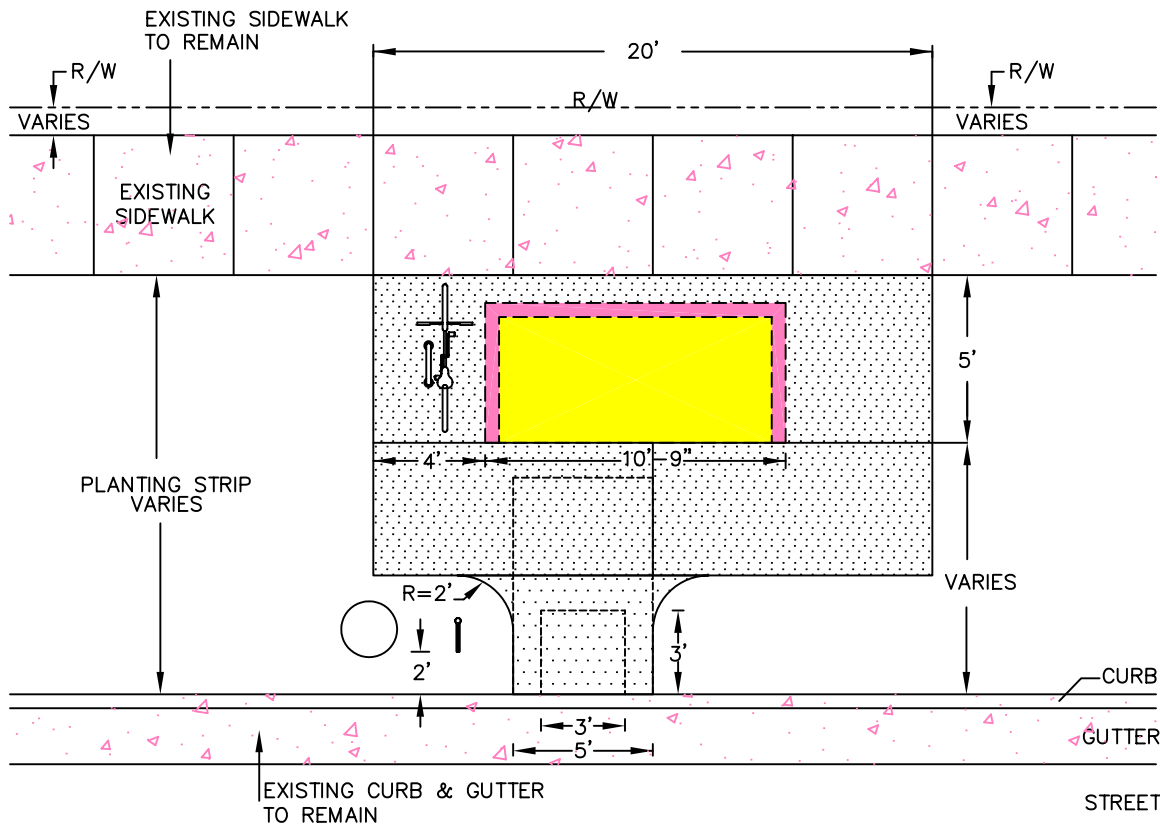 EXISTING SIDEWALK
TO REMAIN
20'
R/W
R/W
R/W
VARIES
VARIES
EXISTING
SIDEWALK
5'
4'
10'-9"
PLANTING STRIP
VARIES
VARIES
R=2'
2'
3'
CURB
3'
GUTTER
5'
EXISTING CURB & GUTTER
TO REMAIN
STREET